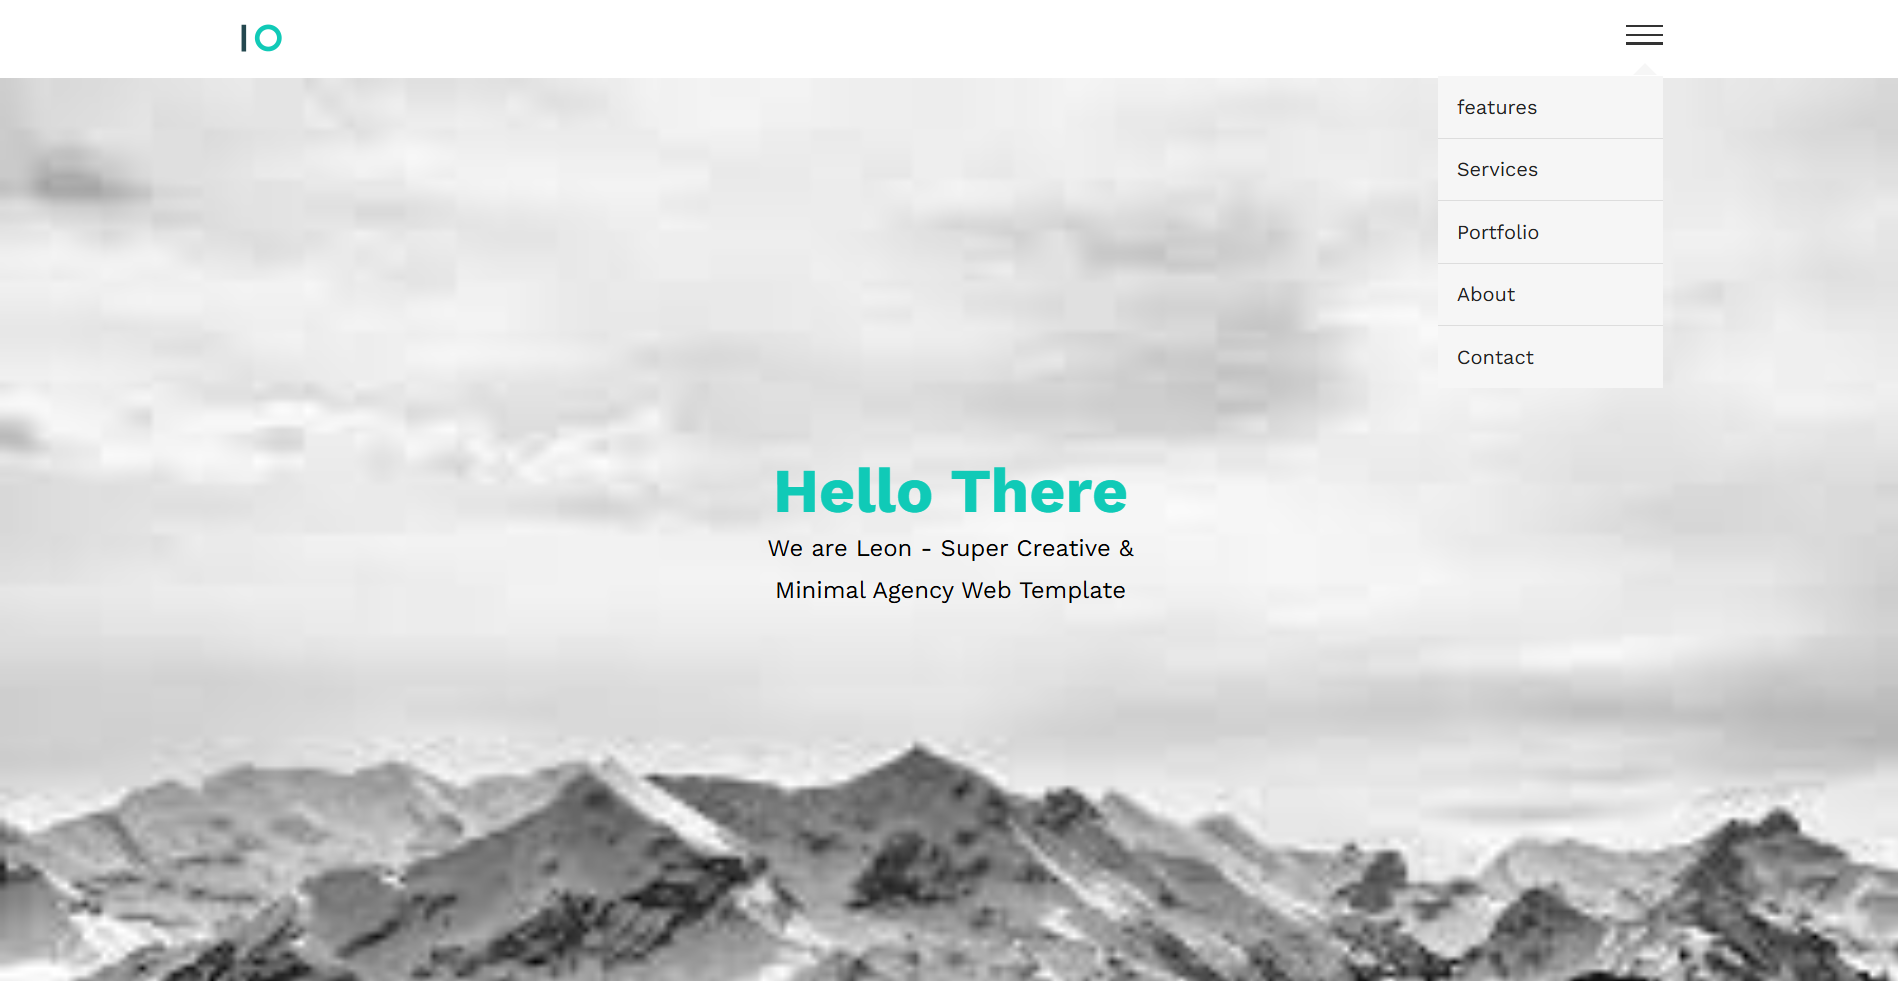 IO
features
Services
Portfolio
About
Contact
Hello There
We are Leon - Super Creative &
Minimal Agency Web Template